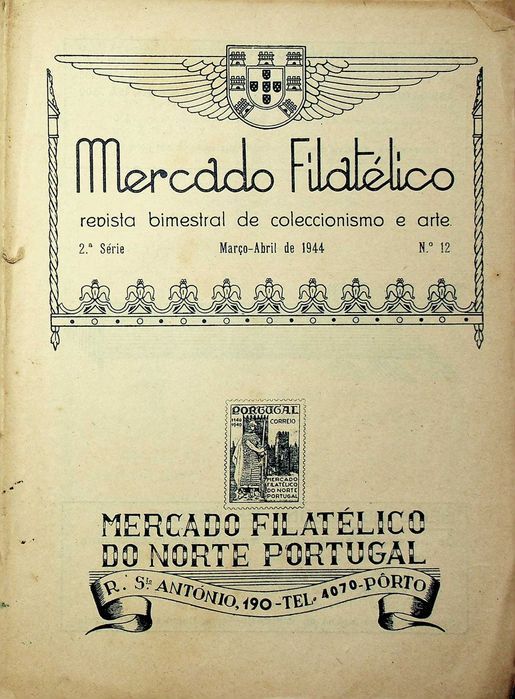 Mercado Filatélico
revista bimestral de coleccionismo e arte.
2.ª Série Março-Abril de 1944 N.º 12
PORTUGAL
1140 CORREIO
1940
MERCADO
FILATÉLICO
DO NORTE
PORTUGAL
MERCADO FILATÉLICO
DO NORTE PORTUGAL
R. Sto. ANTÓNIO, 190-TEL. 4070-PÔRTO